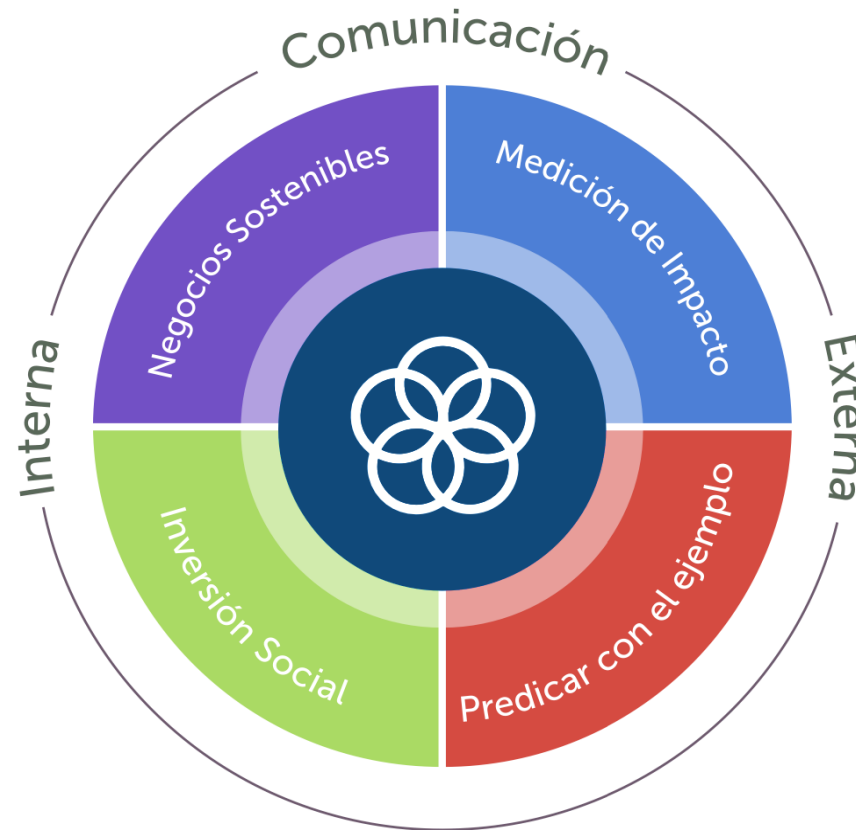 Comunicación
Negocios Sostenibles
Medición de Impacto
Interna
Externa
Inversión Social
Predicar con el ejemplo